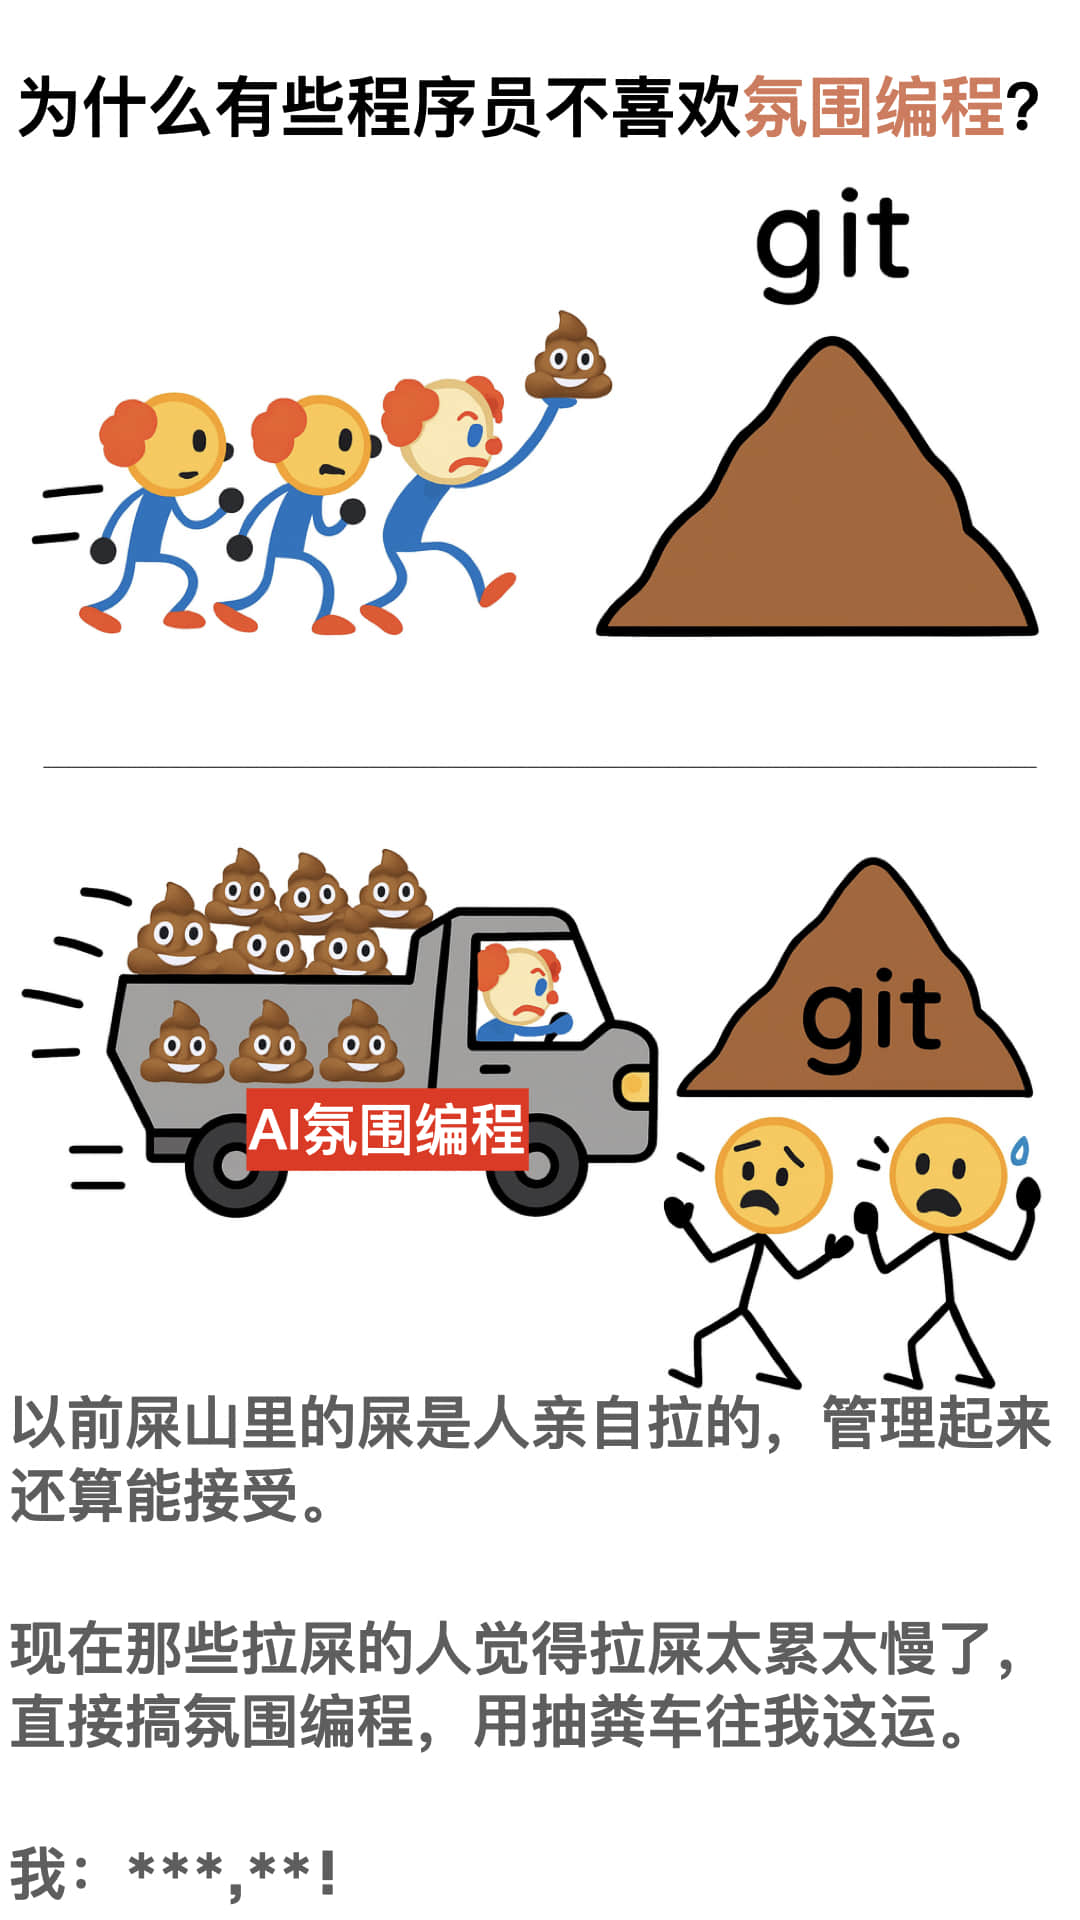 为什么有些程序员不喜欢氛围编程?
git
git
AI氛围编程
以前屎山里的屎是人亲自拉的，管理起来
还算能接受。
现在那些拉屎的人觉得拉屎太累太慢了，
直接搞氛围编程，用抽粪车往我这运。
我：***,**!